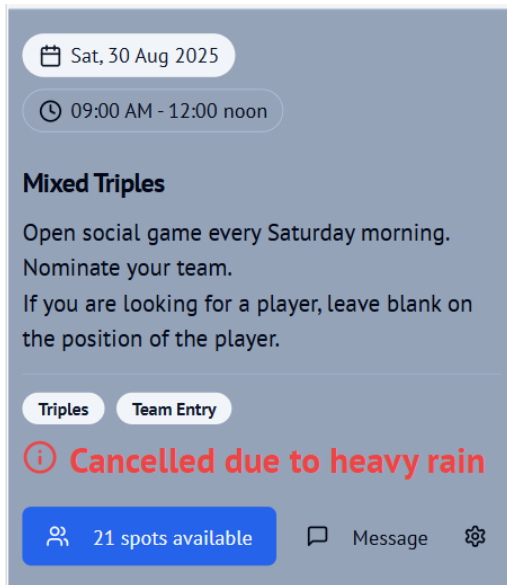 Sat, 30 Aug 2025
09:00 AM - 12:00 noon
Mixed Triples
Open social game every Saturday morning.
Nominate your team.
If you are looking for a player, leave blank on
the position of the player.
Triples Team Entry
Cancelled due to heavy rain
21 spots available Message